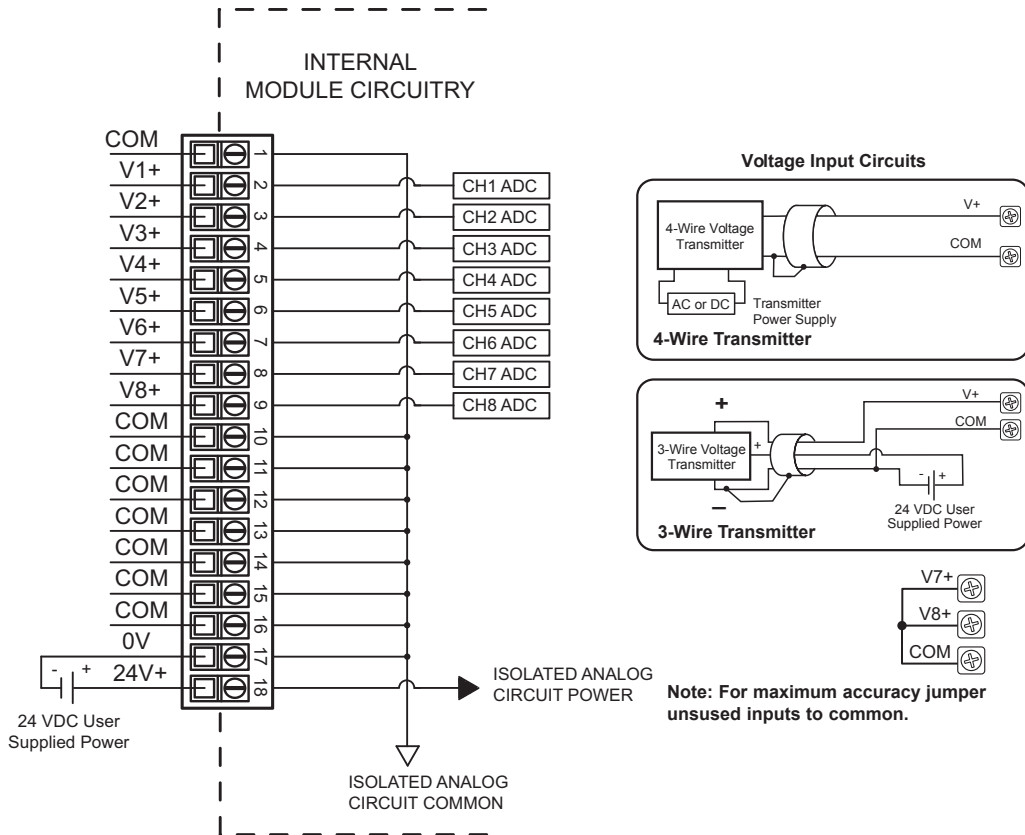 INTERNAL
MODULE CIRCUITRY
COM
V1+
V2+
V3+
V4+
V5+
V6+
V7+
V8+
COM
COM
COM
COM
COM
COM
COM
0V
24V+
- +
24 VDC User
Supplied Power
1
2
3
4
5
6
7
8
9
10
11
12
13
14
15
16
17
18
CH1 ADC
CH2 ADC
CH3 ADC
CH4 ADC
CH5 ADC
CH6 ADC
CH7 ADC
CH8 ADC
ISOLATED ANALOG
CIRCUIT POWER
ISOLATED ANALOG
CIRCUIT COMMON
Voltage Input Circuits
4-Wire Voltage
Transmitter
V+
COM
AC or DC
Transmitter
Power Supply
4-Wire Transmitter
+
3-Wire Voltage
Transmitter
+
−
V+
COM
- +
24 VDC User
Supplied Power
3-Wire Transmitter
V7+
V8+
COM
Note: For maximum accuracy jumper
unsused inputs to common.